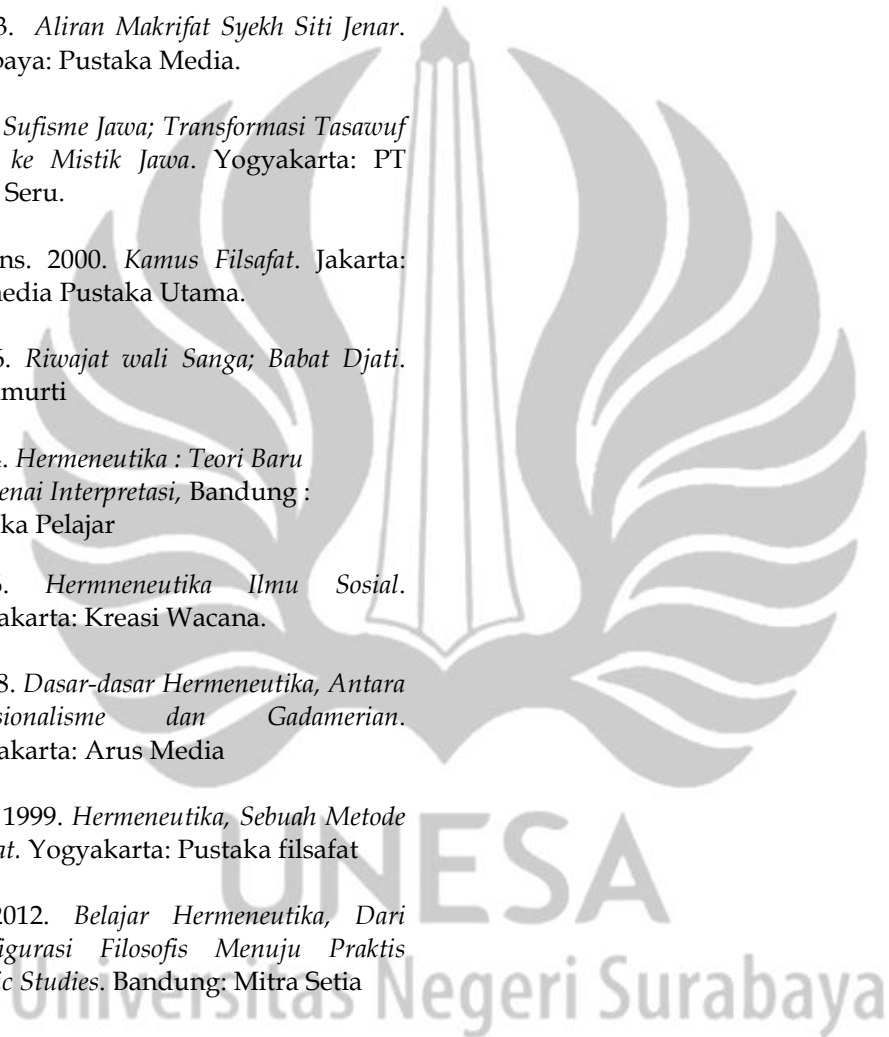 3. Aliran Makrifat Syekh Siti Jenar.
baya: Pustaka Media.
Sufisme Jawa; Transformasi Tasawuf
ke Mistik Jawa. Yogyakarta: PT
Seru.
ns. 2000. Kamus Filsafat. Jakarta:
media Pustaka Utama.
6. Riwajat wali Sanga; Babat Djati.
murti
. Hermeneutika : Teori Baru
enai Interpretasi, Bandung :
ka Pelajar
6. Hermneneutika Ilmu Sosial.
akarta: Kreasi Wacana.
8. Dasar-dasar Hermeneutika, Antara
sionalisme dan Gadamerian.
akarta: Arus Media
1999. Hermeneutika, Sebuah Metode
at. Yogyakarta: Pustaka filsafat
2012. Belajar Hermeneutika, Dari
figurasi Filosofis Menuju Praktis
ic Studies. Bandung: Mitra Setia
UNESA
Universitas Negeri Surabaya